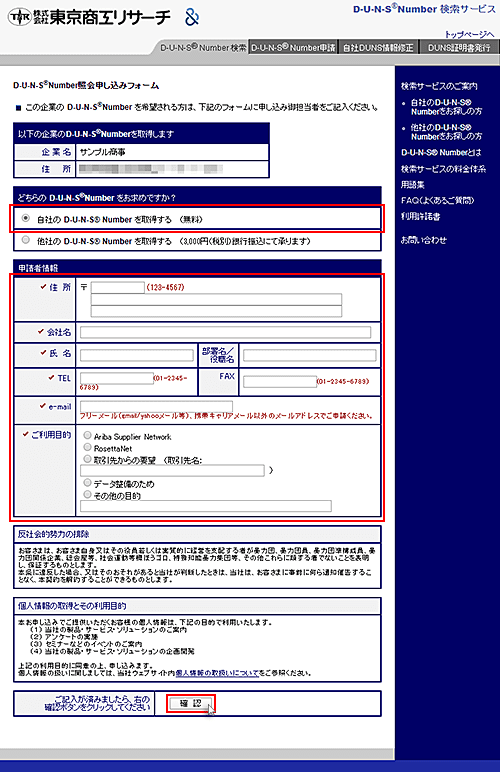 TSR 株式会社 東京商工リサーチ &
D-U-N-S®Number 検索サービス
トップページへ
D-U-N-S® Number 検索 D-U-N-S® Number申請 自社DUNS情報修正 DUNS証明書発行
D-U-N-S®Number照会申し込みフォーム
■ この企業の D-U-N-S®Number を希望される方は、下記のフォームに申し込み御担当者をご記入ください。
以下の企業のD-U-N-S®Numberを取得します
企業名 サンプル商事
住 所
どちらの D-U-N-S®Number をお求めですか?
自社の D-U-N-S® Number を取得する (無料)
他社の D-U-N-S® Number を取得する (3,000円(税別)銀行振込にて承ります)
申請者情報
住 所 〒 (123-4567)
会社名
氏 名 部署名/役職名
TEL (01-2345-6789) FAX (01-2345-6789)
e-mail
フリーメール(gmail/yahooメール等)、携帯キャリアメール以外のメールアドレスでご申請ください。
ご利用目的
Ariba Supplier Network
RosettaNet
取引先からの要望 (取引先名:
)
データ整備のため
その他の目的
反社会的勢力の排除
お客さまは、お客さま自身又はその役員若しくは実質的に経営を支配する者が暴力団、暴力団員、暴力団準構成員、暴
力団関係企業、総会屋等、社会運動等標ぼうゴロ、特殊知能暴力集団等、その他これらに類する者でないことを表明
し、保証するものとします。
本項に違反した場合、又はそのおそれがあると当社が判断したときは、当社は、お客さまに事前に何ら通知催告するこ
となく、本契約を解約することができるものとします。
個人情報の取得とその利用目的
本お申し込みでご提供いただくお客様の個人情報は、下記の目的で利用いたします。
(1) 当社の製品・サービス・ソリューションのご案内
(2) アンケートの実施
(3) セミナーなどのイベントのご案内
(4) 当社の製品・サービス・ソリューションの企画開発
上記の利用目的に同意の上、申し込みます。
個人情報の扱いに関しましては、当社ウェブサイト内個人情報の取扱いについてをご参照ください。
ご記入が済みましたら、右の
確認ボタンをクリックしてください
確 認
検索サービスのご案内
自社のD-U-N-S®
Numberをお探しの方
他社のD-U-N-S®
Numberをお探しの方
D-U-N-S® Numberとは
検索サービスの料金体系
用語集
FAQ(よくあるご質問)
利用許諾書
お問い合わせ